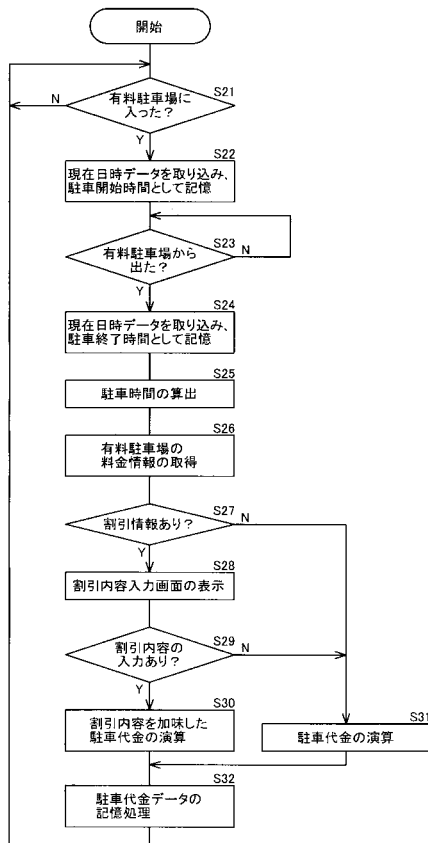 開始
S21
有料駐車場に
入った?
N
Y
S22
現在日時データを取り込み、
駐車開始時間として記憶
S23
有料駐車場から
出た?
N
Y
S24
現在日時データを取り込み、
駐車終了時間として記憶
S25
駐車時間の算出
S26
有料駐車場の
料金情報の取得
S27
割引情報あり?
N
Y
S28
割引内容入力画面の表示
S29
割引内容の
入力あり?
N
Y
S30
割引内容を加味した
駐車代金の演算
S31
駐車代金の演算
S32
駐車代金データの
記憶処理